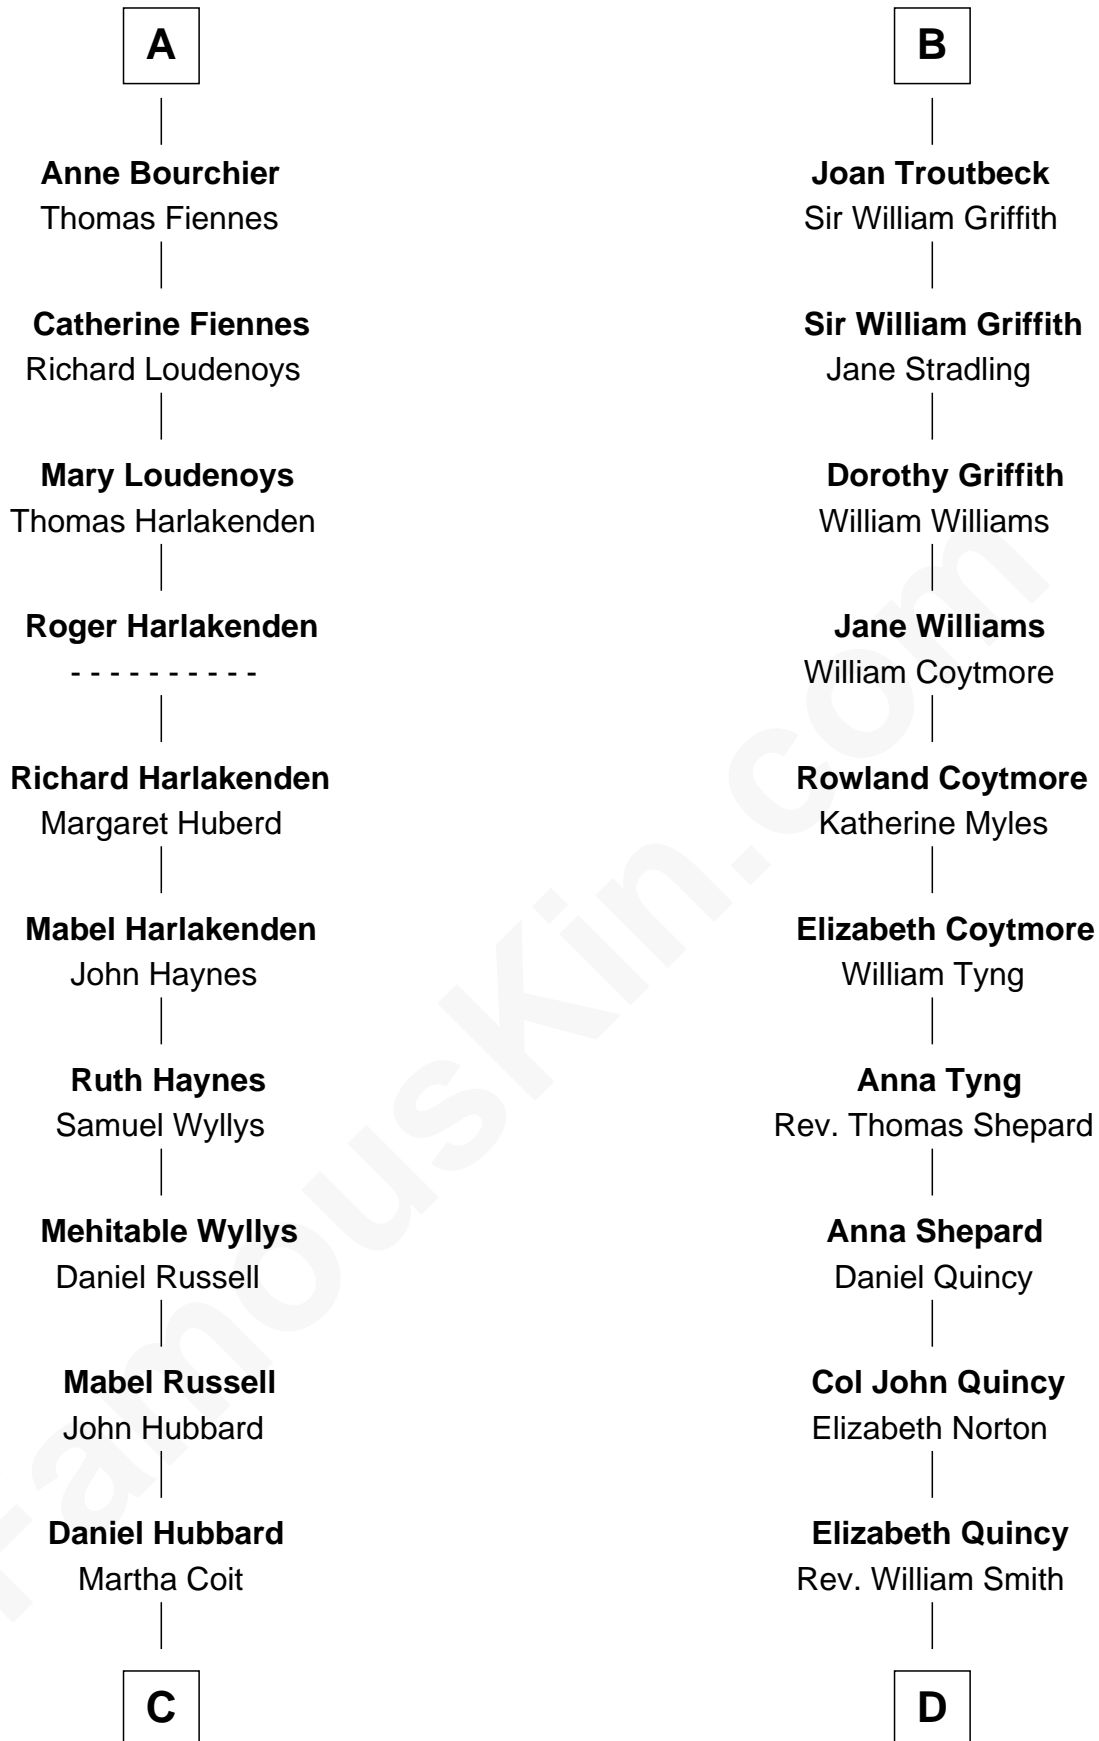 A
Anne Bourchier
Thomas Fiennes
Catherine Fiennes
Richard Loudenoys
Mary Loudenoys
Thomas Harlakenden
Roger Harlakenden
- - - - - - - - - -
Richard Harlakenden
Margaret Huberd
Mabel Harlakenden
John Haynes
Ruth Haynes
Samuel Wyllys
Mehitable Wyllys
Daniel Russell
Mabel Russell
John Hubbard
Daniel Hubbard
Martha Coit
C
B
Joan Troutbeck
Sir William Griffith
Sir William Griffith
Jane Stradling
Dorothy Griffith
William Williams
Jane Williams
William Coytmore
Rowland Coytmore
Katherine Myles
Elizabeth Coytmore
William Tyng
Anna Tyng
Rev. Thomas Shepard
Anna Shepard
Daniel Quincy
Col John Quincy
Elizabeth Norton
Elizabeth Quincy
Rev. William Smith
D
FamousKin.com